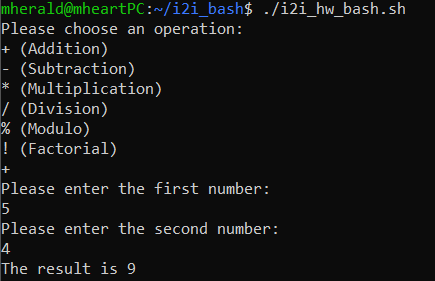 mherald@mheartPC:~/i2i_bash$ ./i2i_hw_bash.sh
Please choose an operation:
+ (Addition)
- (Subtraction)
* (Multiplication)
/ (Division)
% (Modulo)
! (Factorial)
+
Please enter the first number:
5
Please enter the second number:
4
The result is 9